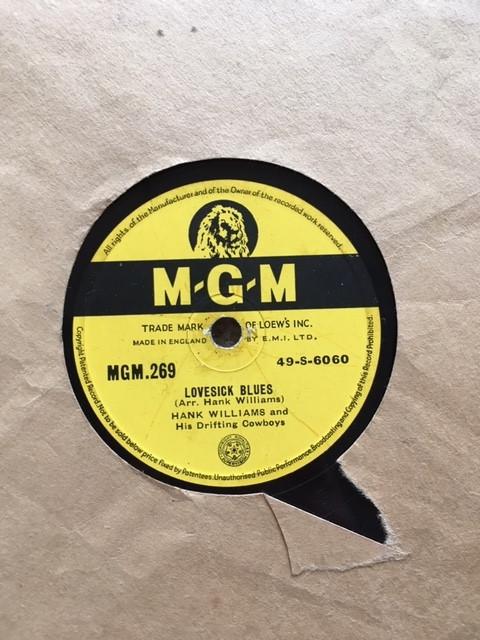 All rights of the Manufacturer and of the Owner of the recorded work reserved.
M-G-M
TRADE MARK OF LOEW'S INC.
MADE IN ENGLAND BY E.M.I. LTD.
MGM.269 49-S-6060
LOVESICK BLUES
(Arr. Hank Williams)
HANK WILLIAMS and
His Drifting Cowboys
Copyright Patented Record. Not to be sold below price fixed by Patentees. Unauthorised Public Performance, Broadcasting and Copying of this Record Prohibited.